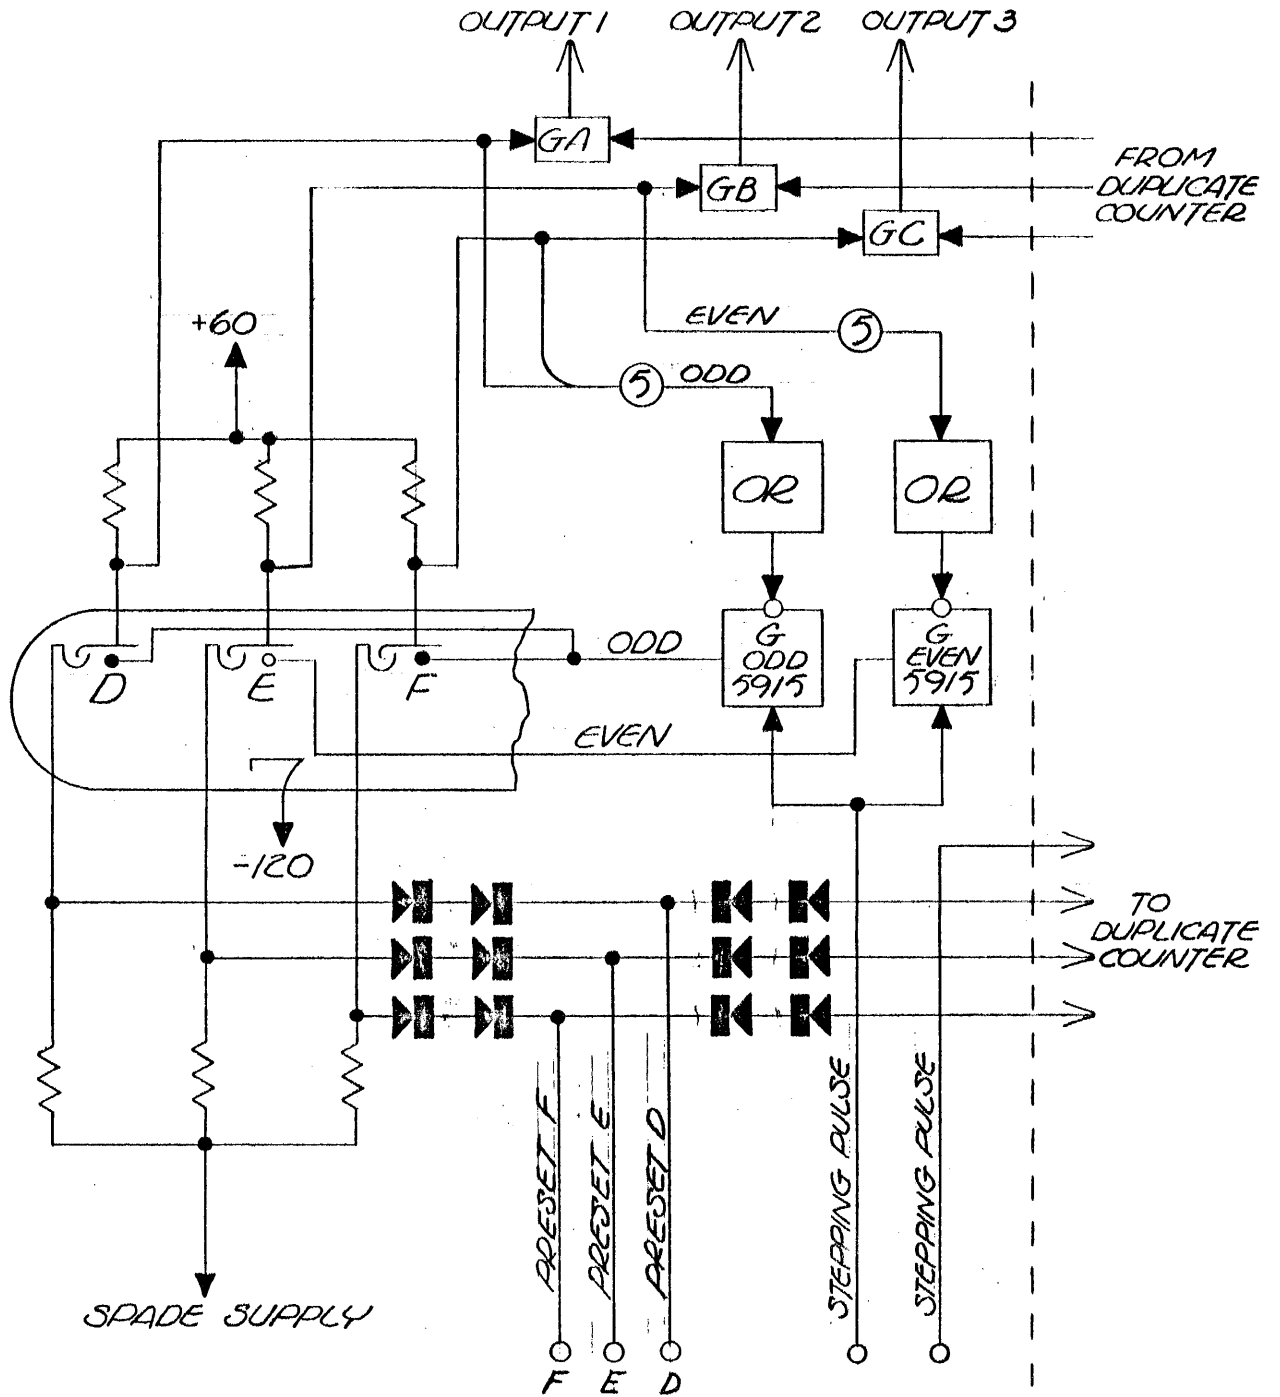 OUTPUT 1 OUTPUT 2 OUTPUT 3
GA
FROM
DUPLICATE
COUNTER
GB
GC
+60
EVEN 5
5 ODD
OR OR
G
ODD
5915
G
EVEN
5915
ODD
D E F
EVEN
-120
TO
DUPLICATE
COUNTER
PRESET F
PRESET E
PRESET D
STEPPING PULSE
STEPPING PULSE
SPADE SUPPLY
F E D